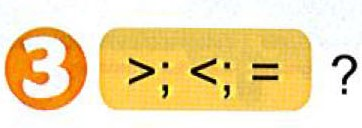 3 >; <; = ?